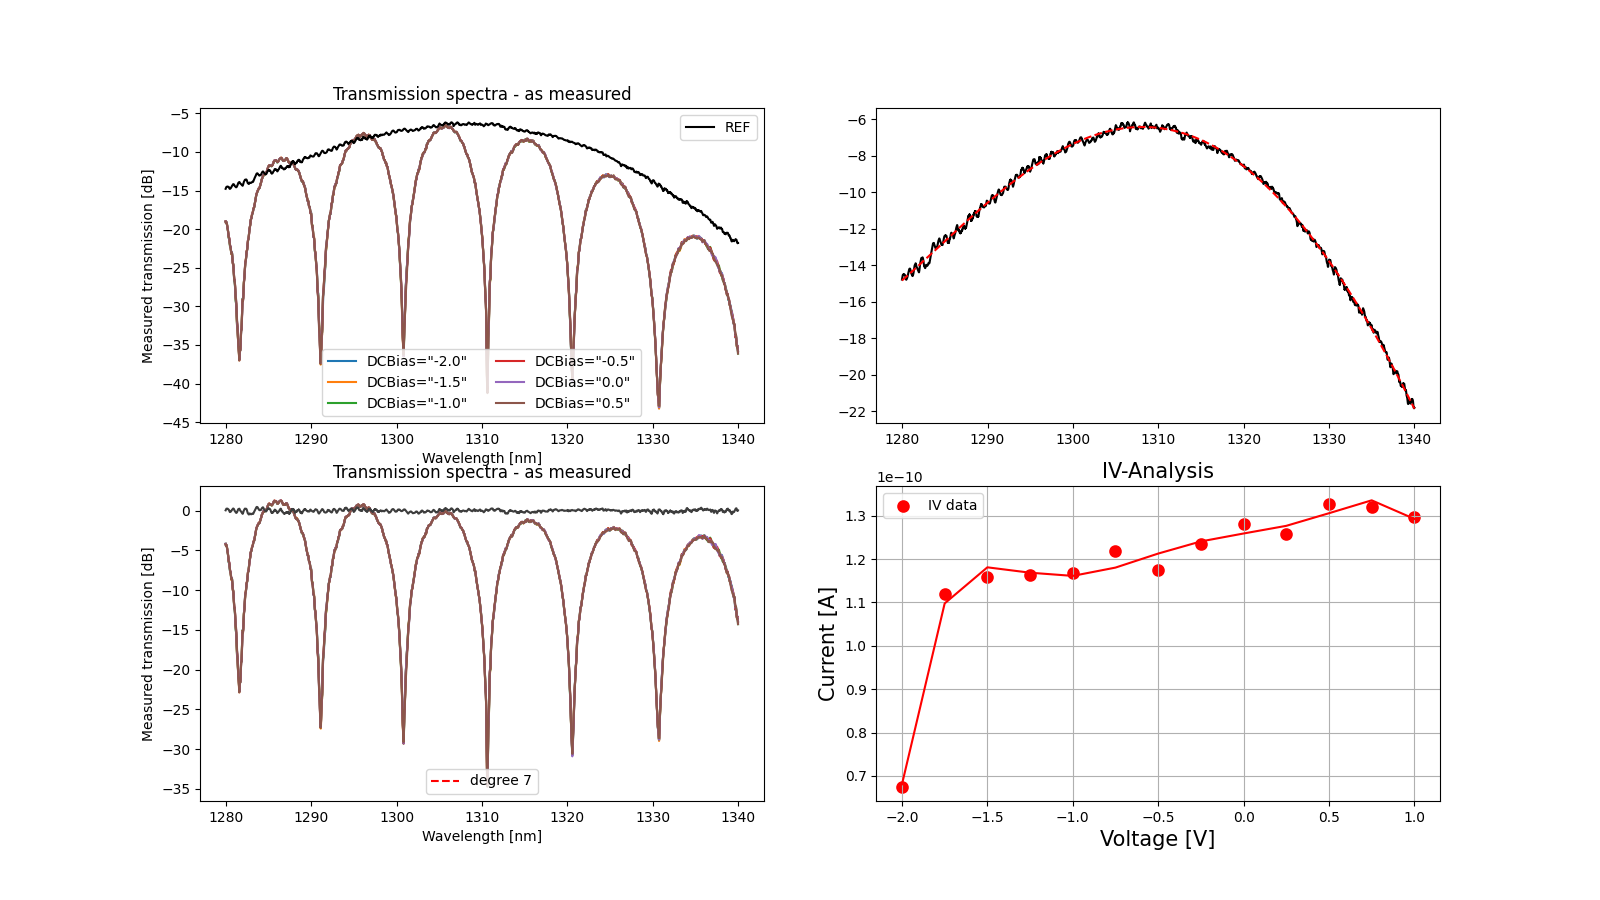 Transmission spectra - as measured
−5
−10
−15
−20
−25
−30
−35
−40
−45
Measured transmission [dB]
REF
DCBias="-2.0"
DCBias="-1.5"
DCBias="-1.0"
DCBias="-0.5"
DCBias="0.0"
DCBias="0.5"
1280 1290 1300 1310 1320 1330 1340
Wavelength [nm]
−6
−8
−10
−12
−14
−16
−18
−20
−22
1280 1290 1300 1310 1320 1330 1340
Transmission spectra - as measured
0
−5
−10
−15
−20
−25
−30
−35
Measured transmission [dB]
degree 7
1280 1290 1300 1310 1320 1330 1340
Wavelength [nm]
IV-Analysis
1e−10
IV data
1.3
1.2
1.1
1.0
0.9
0.8
0.7
Current [A]
−2.0 −1.5 −1.0 −0.5 0.0 0.5 1.0
Voltage [V]